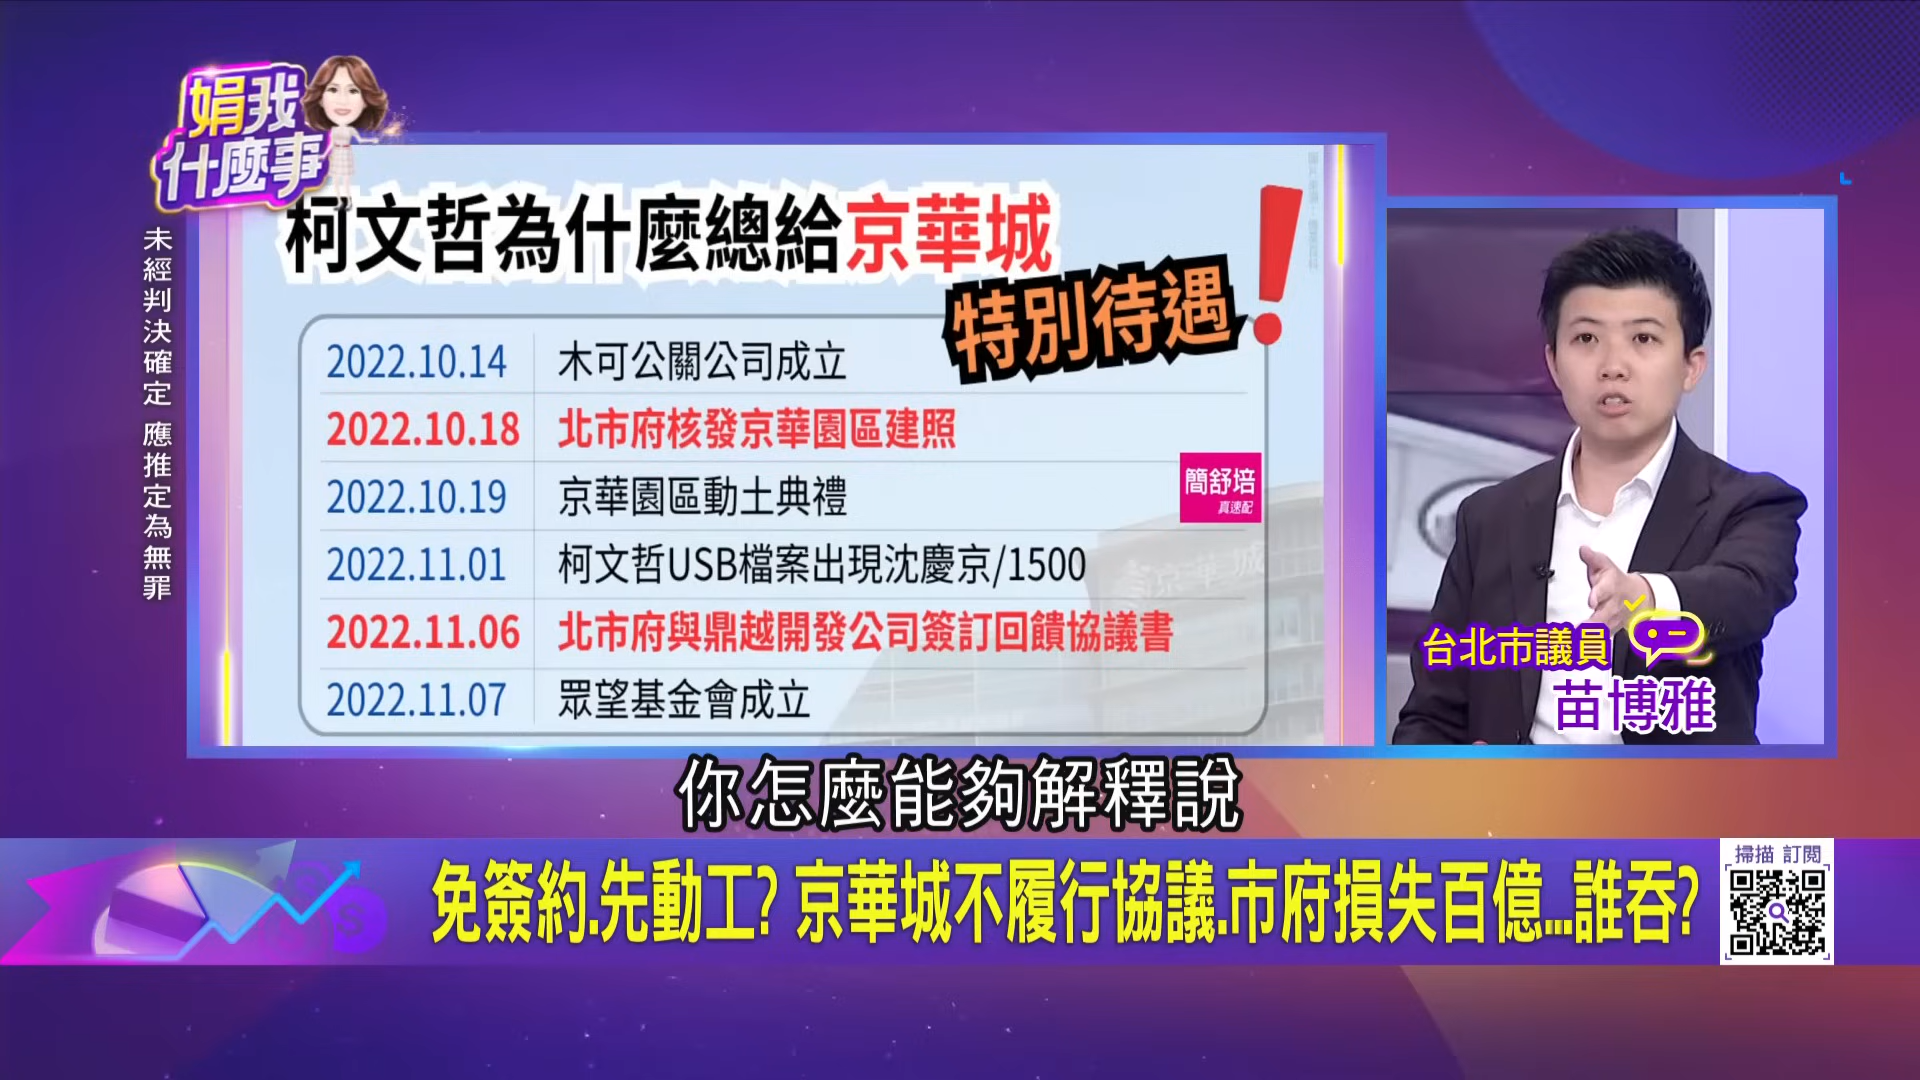 娟我
什麼事
未經判決確定 應推定為無罪
柯文哲為什麼總給京華城
特別待遇!
2022.10.14 木可公關公司成立
2022.10.18 北市府核發京華園區建照
2022.10.19 京華園區動土典禮
2022.11.01 柯文哲USB檔案出現沈慶京/1500
2022.11.06 北市府與鼎越開發公司簽訂回饋協議書
2022.11.07 眾望基金會成立
簡舒培
真速配
京華城
台北市議員
苗博雅
你怎麼能夠解釋說
免簽約.先動工? 京華城不履行協議.市府損失百億...誰吞?
掃描 訂閱